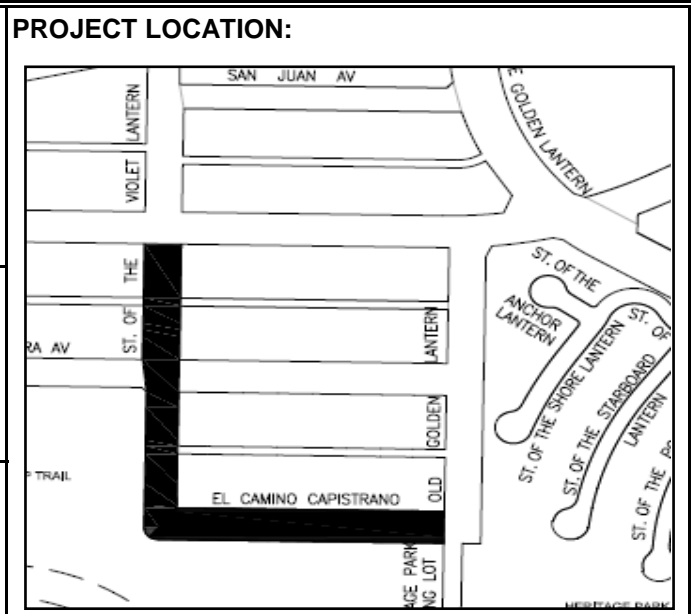 PROJECT LOCATION:
SAN JUAN AV
VIOLET LANTERN
E GOLDEN LANTERN
ST. OF THE
RA AV
ST. OF THE
ANCHOR
LANTERN
ST. OF
LANTERN
GOLDEN
OLD
ST. OF THE SHORE LANTERN
ST. OF THE STARBOARD
LANTERN
ST. OF THE PO
TRAIL
EL CAMINO CAPISTRANO
AGE PARK
NG LOT
HERITAGE PARK